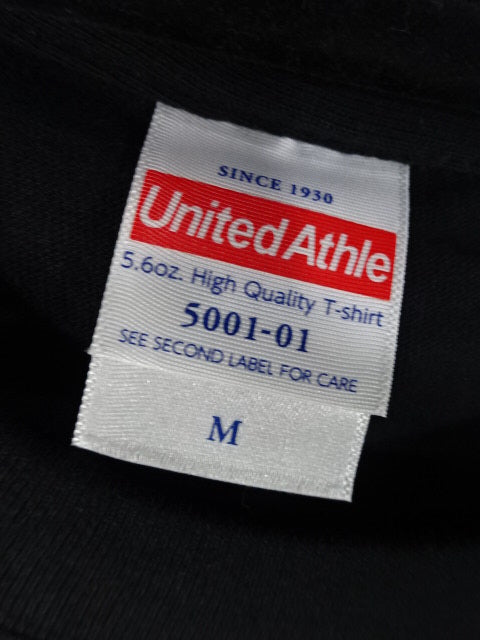 SINCE 1930
United Athle
5.6oz. High Quality T-shirt
5001-01
SEE SECOND LABEL FOR CARE
M